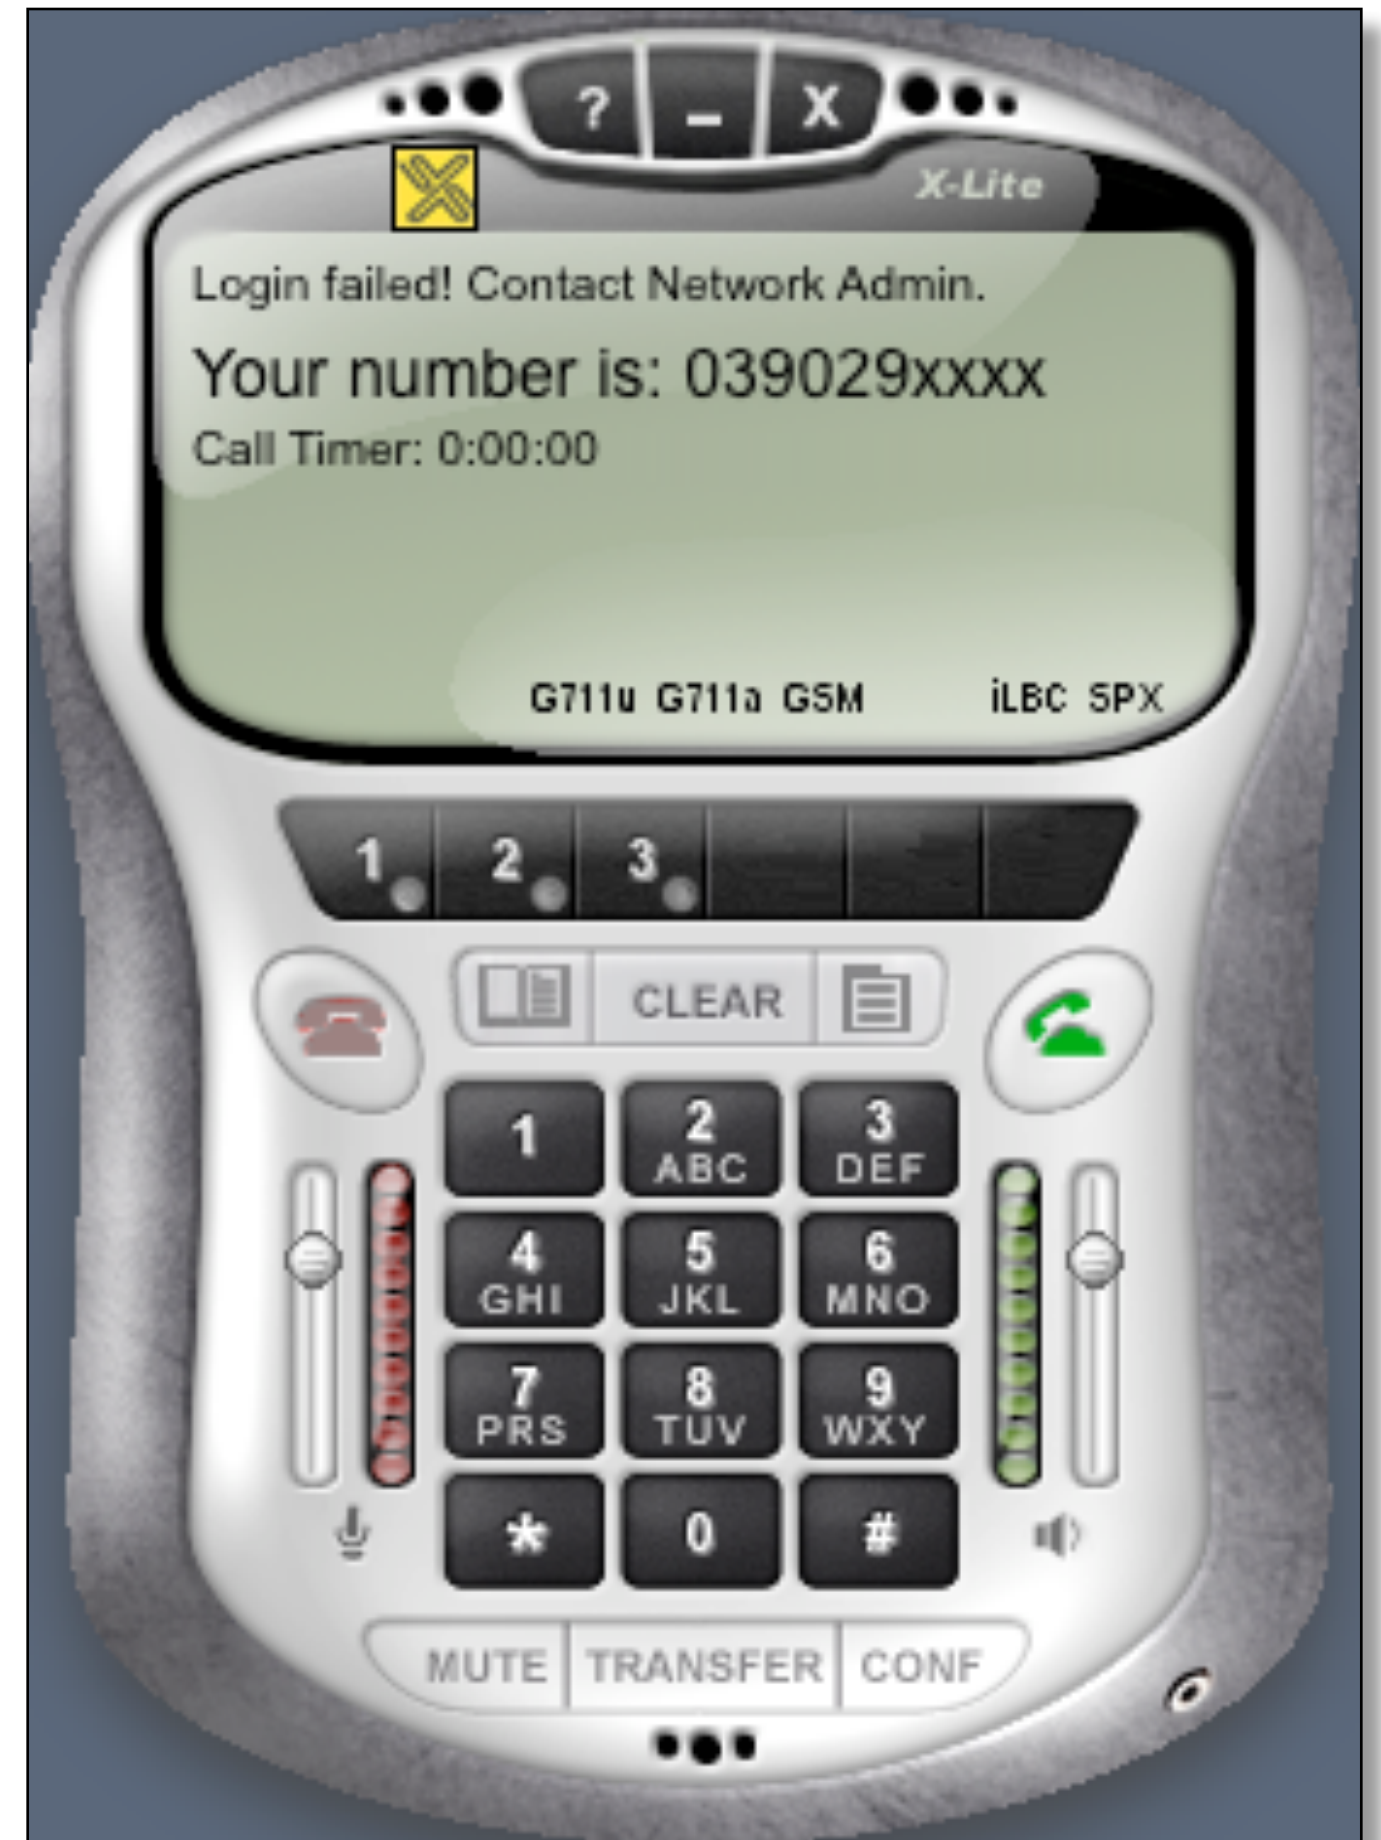 ? – X
X-Lite
Login failed! Contact Network Admin.
Your number is: 039029xxxx
Call Timer: 0:00:00
G711u G711a GSM iLBC SPX
1 2 3
CLEAR
1
2
ABC
3
DEF
4
GHI
5
JKL
6
MNO
7
PRS
8
TUV
9
WXY
*
0
#
MUTE TRANSFER CONF